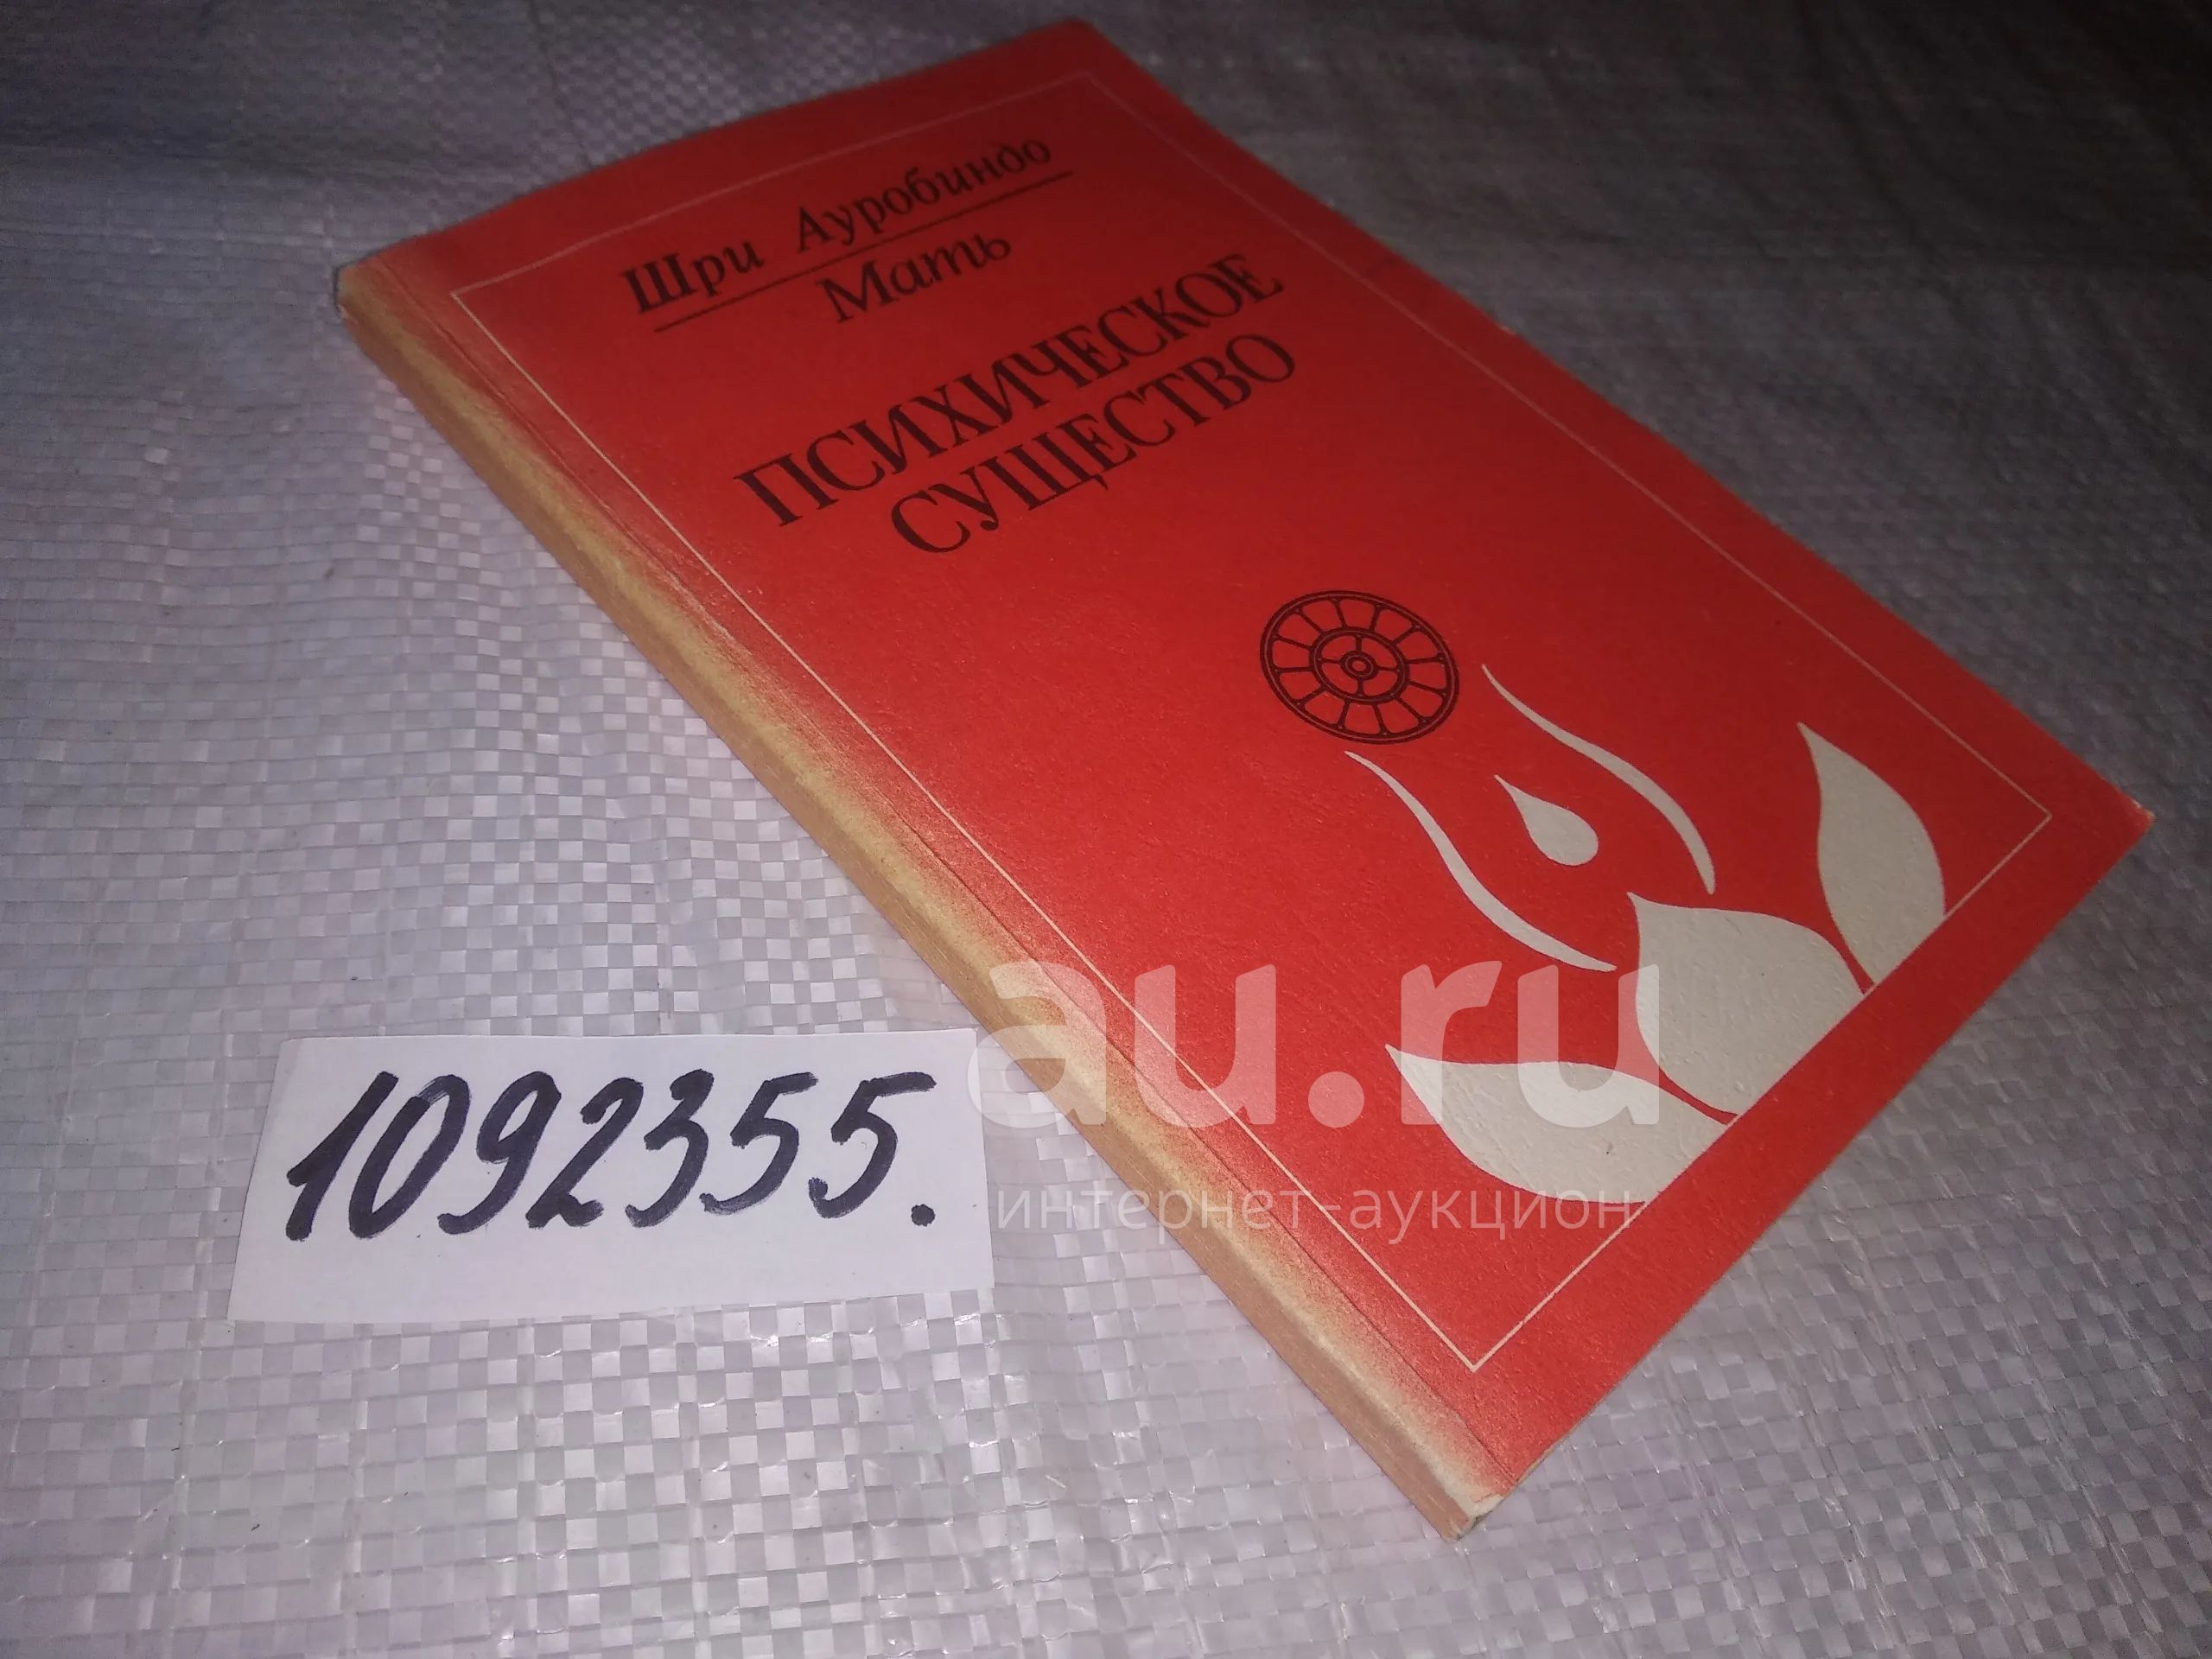 Шри Ауробиндо
Мать
ПСИХИЧЕСКОЕ
СУЩЕСТВО
1092355.
au.ru
интернет-аукцион